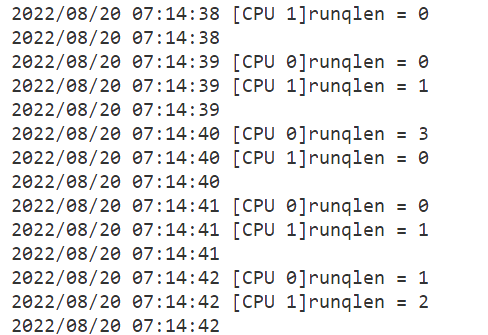 2022/08/20 07:14:38 [CPU 1]runqlen = 0
2022/08/20 07:14:38
2022/08/20 07:14:39 [CPU 0]runqlen = 0
2022/08/20 07:14:39 [CPU 1]runqlen = 1
2022/08/20 07:14:39
2022/08/20 07:14:40 [CPU 0]runqlen = 3
2022/08/20 07:14:40 [CPU 1]runqlen = 0
2022/08/20 07:14:40
2022/08/20 07:14:41 [CPU 0]runqlen = 0
2022/08/20 07:14:41 [CPU 1]runqlen = 1
2022/08/20 07:14:41
2022/08/20 07:14:42 [CPU 0]runqlen = 1
2022/08/20 07:14:42 [CPU 1]runqlen = 2
2022/08/20 07:14:42